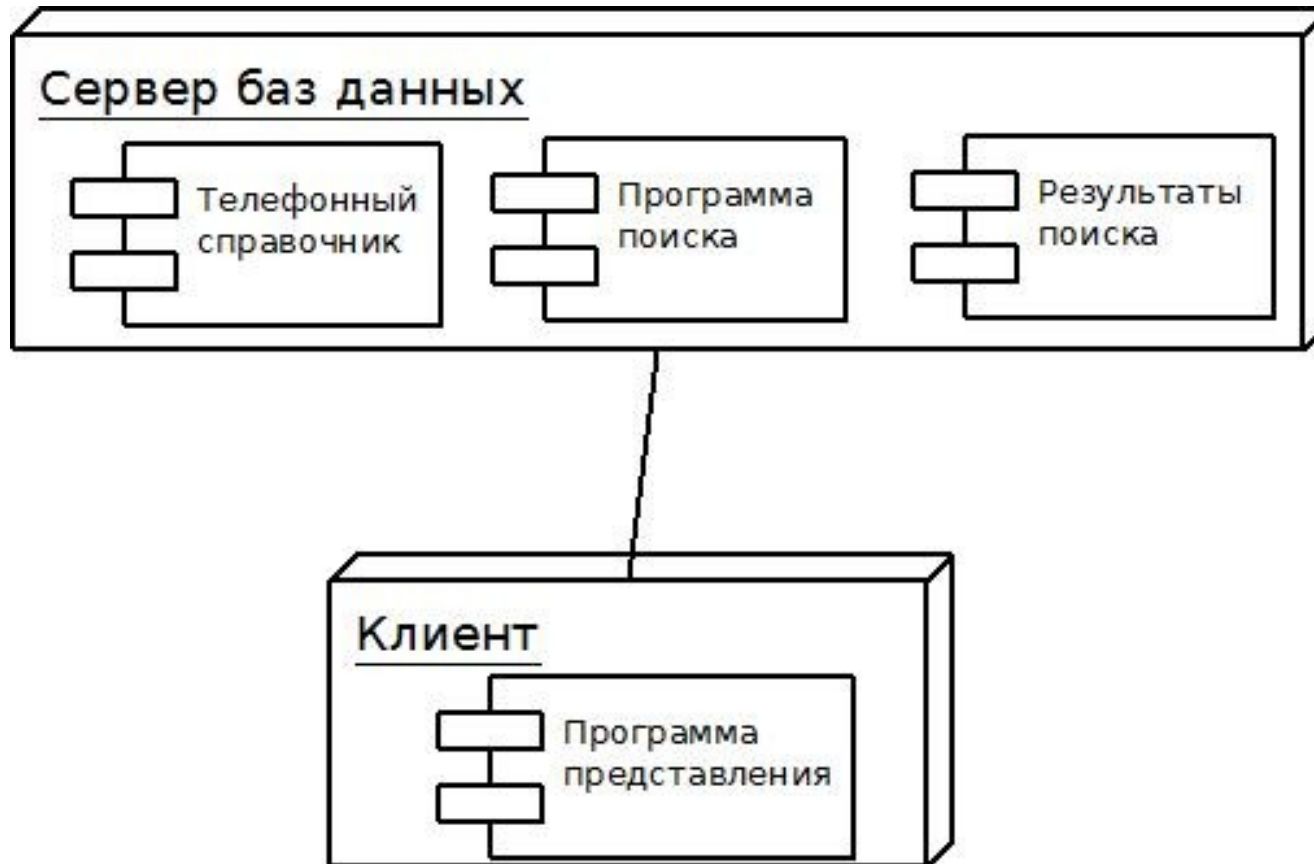 Сервер баз данных
Телефонный
справочник
Программа
поиска
Результаты
поиска
Клиент
Программа
представления